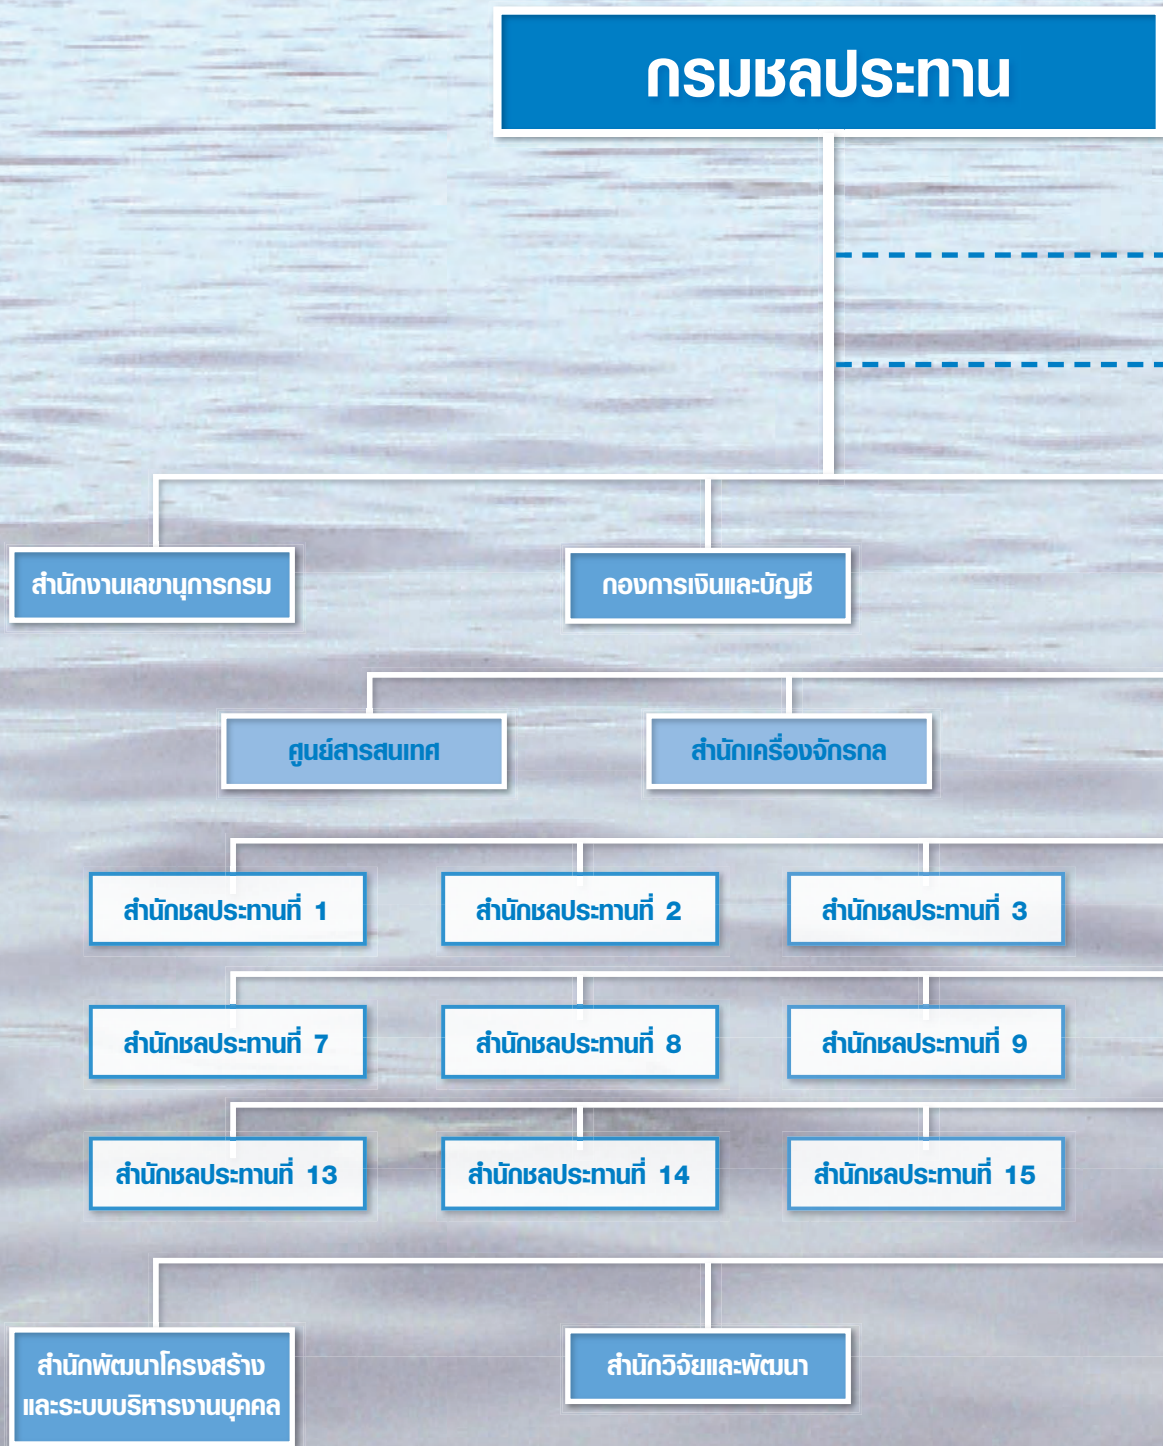 กรมชลประทาน
สำนักงานเลขานุการกรม
กองการเงินและบัญชี
ศูนย์สารสนเทศ
สำนักเครื่องจักรกล
สำนักชลประทานที่ 1
สำนักชลประทานที่ 2
สำนักชลประทานที่ 3
สำนักชลประทานที่ 7
สำนักชลประทานที่ 8
สำนักชลประทานที่ 9
สำนักชลประทานที่ 13
สำนักชลประทานที่ 14
สำนักชลประทานที่ 15
สำนักพัฒนาโครงสร้าง
และระบบบริหารงานบุคคล
สำนักวิจัยและพัฒนา